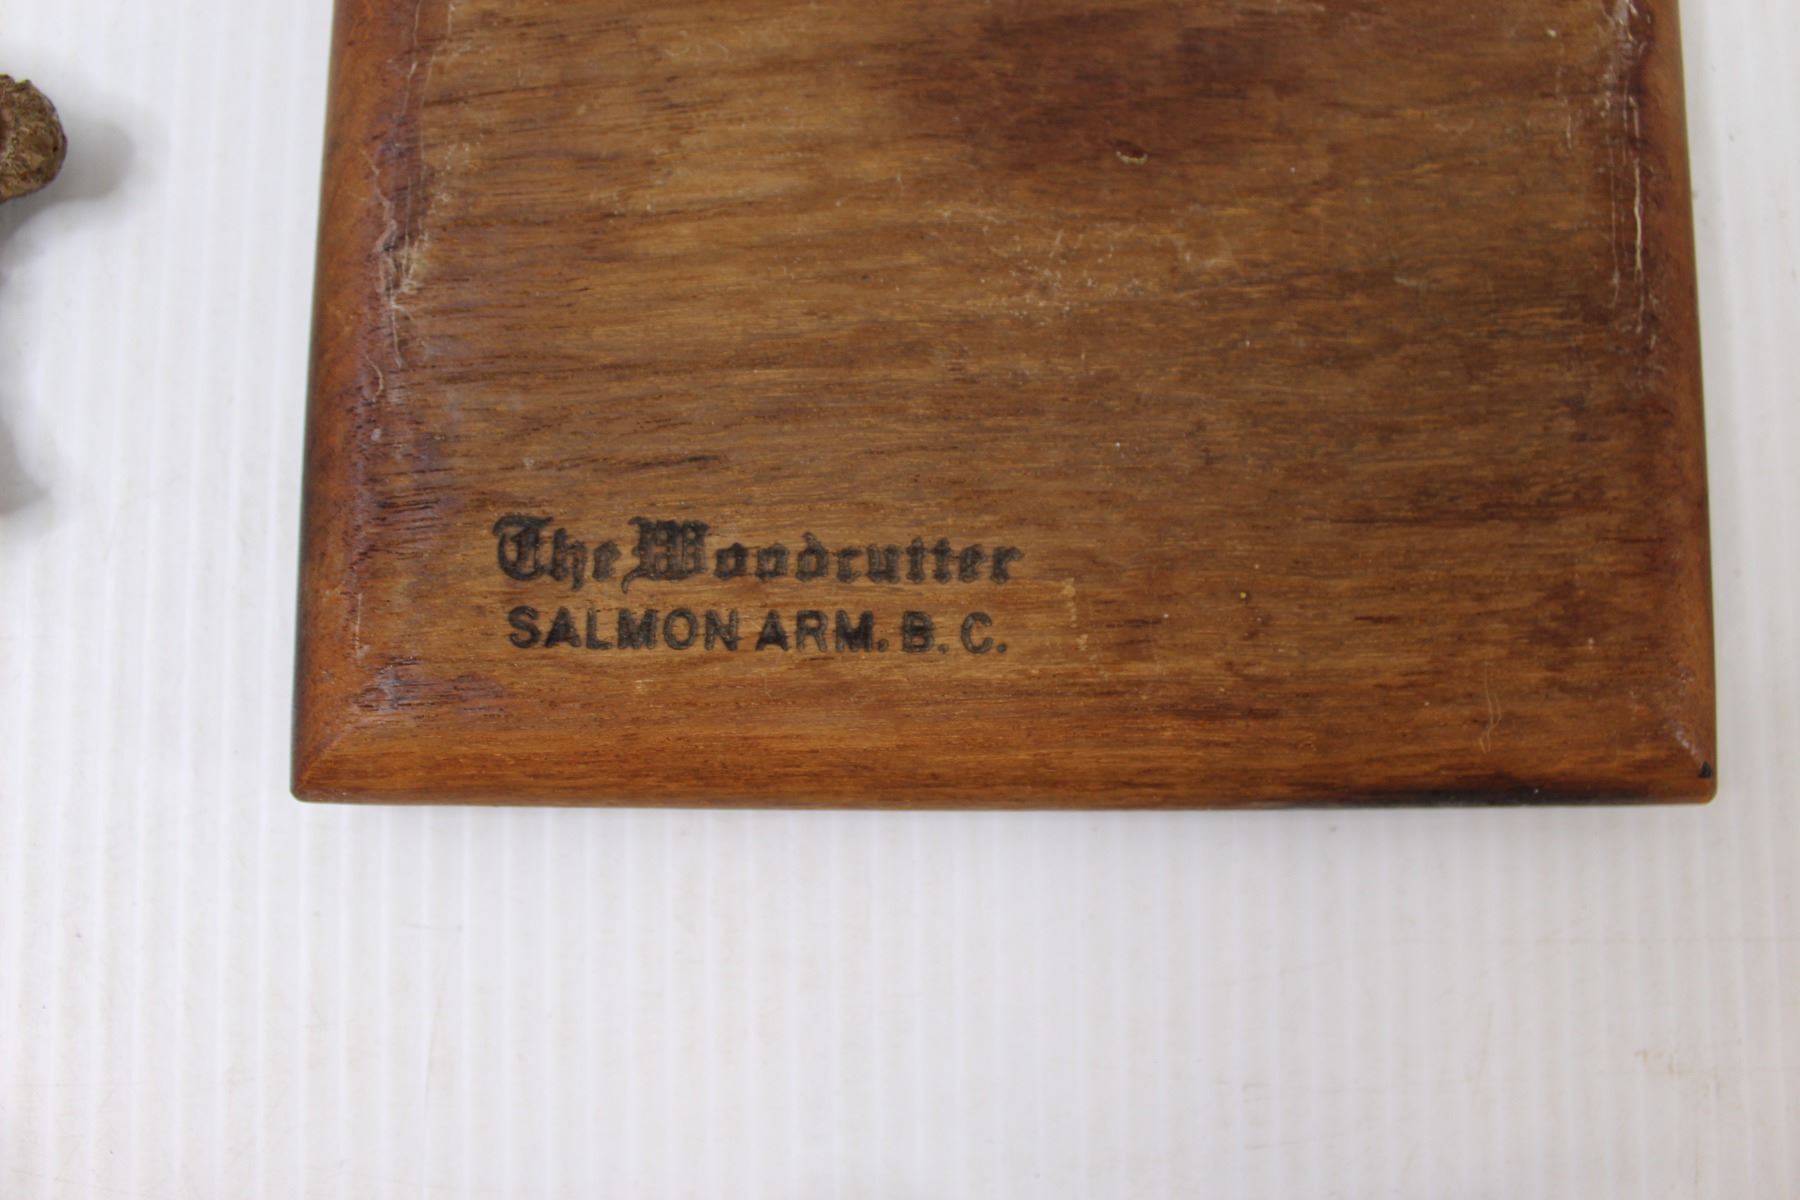 The Woodcutter
SALMON ARM. B. C.